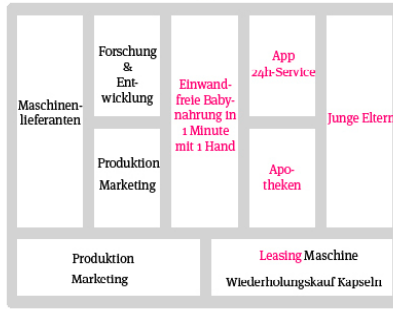 Maschinen-
lieferanten
Forschung
&
Ent-
wicklung
Produktion
Marketing
Einwand-
freie Baby-
nahrung in
1 Minute
mit 1 Hand
App
24h-Service
Apo-
theken
Junge Eltern
Produktion
Marketing
Leasing Maschine
Wiederholungskauf Kapseln